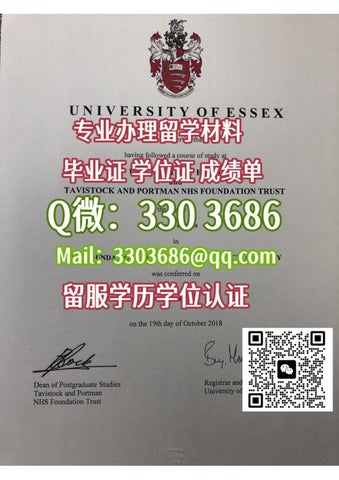 UNIVERSITY OF ESSEX
专业办理留学材料
having followed a course of study at
毕业证 学位证 成绩单
TAVISTOCK AND PORTMAN NHS FOUNDATION TRUST
Q微：330 3686
in
Mail: 3303686@qq.com
was conferred on
留服学历学位认证
on the 19th day of October 2018
Dean of Postgraduate Studies
Tavistock and Portman
NHS Foundation Trust
Registrar and
University of